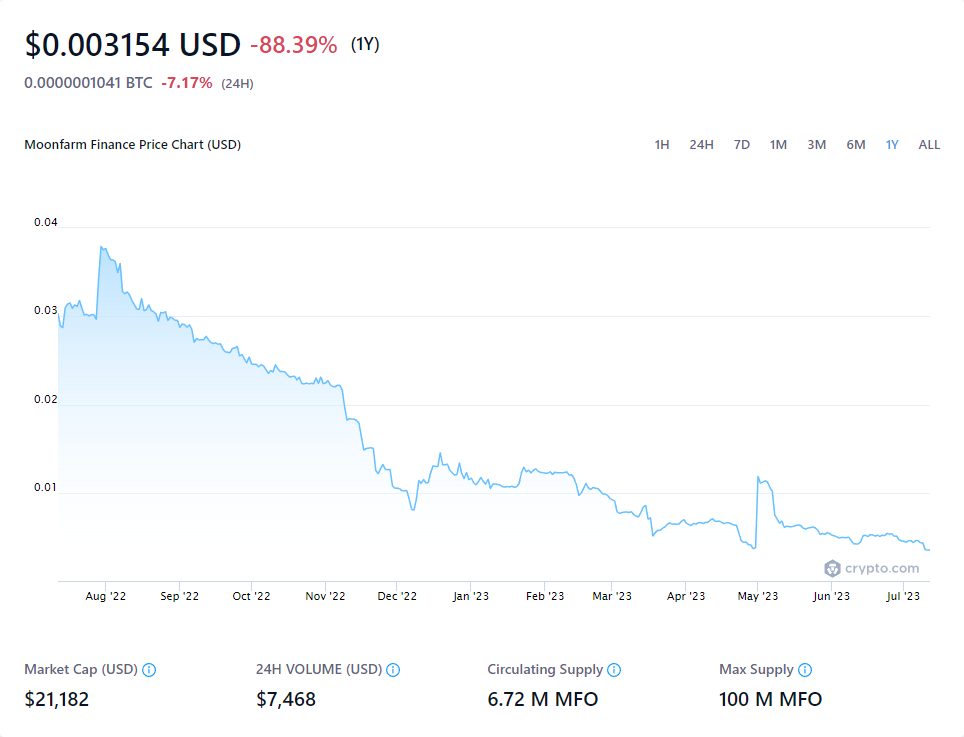 $0.003154 USD -88.39% (1Y)
0.0000001041 BTC -7.17% (24H)
Moonfarm Finance Price Chart (USD) 1H 24H 7D 1M 3M 6M 1Y ALL
0.04
0.03
0.02
0.01
crypto.com
Aug '22 Sep '22 Oct '22 Nov '22 Dec '22 Jan '23 Feb '23 Mar '23 Apr '23 May '23 Jun '23 Jul '23
Market Cap (USD) 24H VOLUME (USD) Circulating Supply Max Supply
$21,182 $7,468 6.72 M MFO 100 M MFO